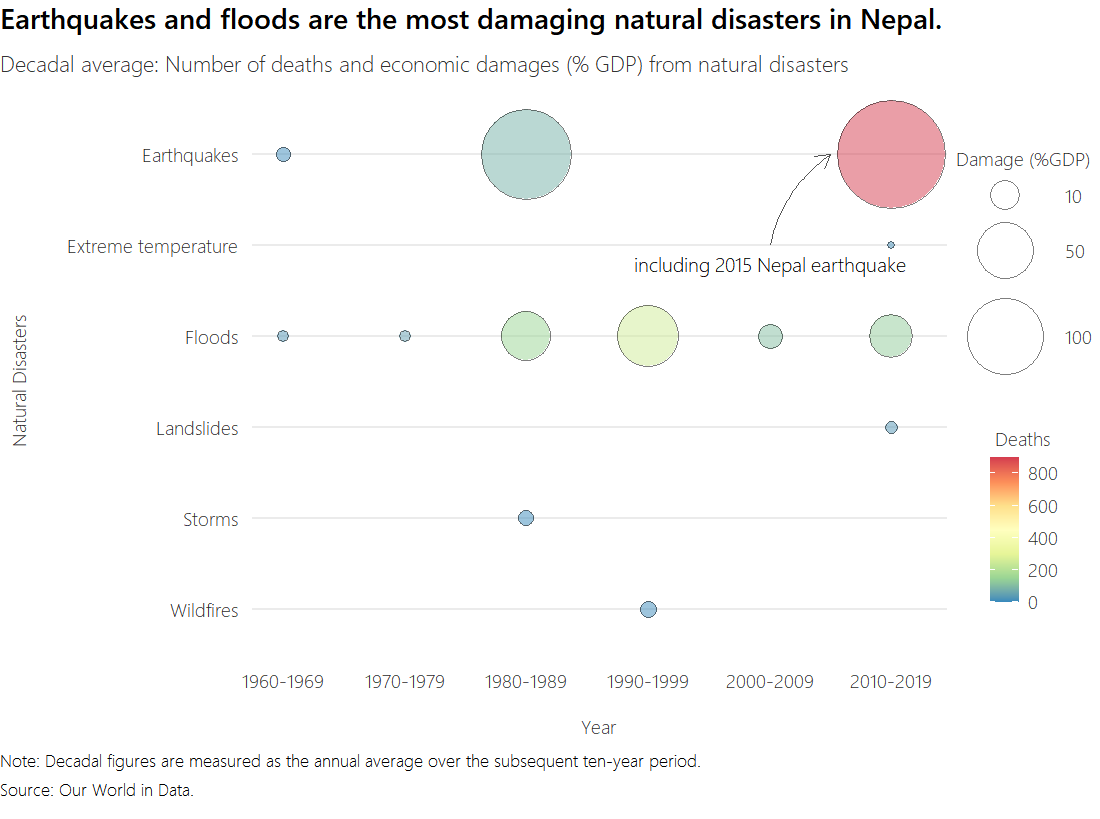 Earthquakes and floods are the most damaging natural disasters in Nepal.
Decadal average: Number of deaths and economic damages (% GDP) from natural disasters
Earthquakes
Extreme temperature
Floods
Landslides
Storms
Wildfires
Natural Disasters
including 2015 Nepal earthquake
Damage (%GDP)
10
50
100
Deaths
800
600
400
200
0
1960-1969 1970-1979 1980-1989 1990-1999 2000-2009 2010-2019
Year
Note: Decadal figures are measured as the annual average over the subsequent ten-year period.
Source: Our World in Data.